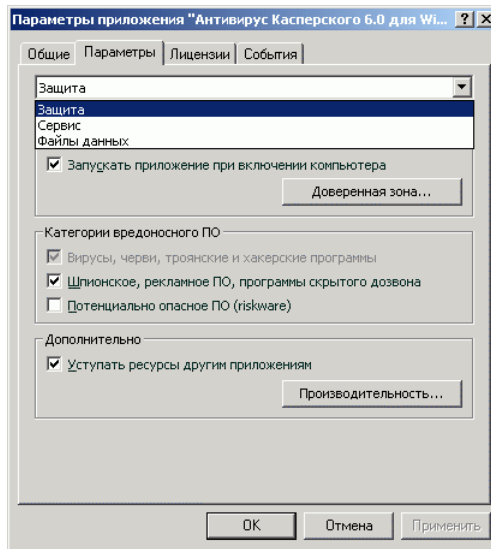 Параметры приложения "Антивирус Касперского 6.0 для Wi...
Общие Параметры Лицензии События
Защита
Защита
Сервис
Файлы данных
Запускать приложение при включении компьютера
Доверенная зона...
Категории вредоносного ПО
Вирусы, черви, троянские и хакерские программы
Шпионское, рекламное ПО, программы скрытого дозвона
Потенциально опасное ПО (riskware)
Дополнительно
Уступать ресурсы другим приложениям
Производительность...
OK Отмена Применить